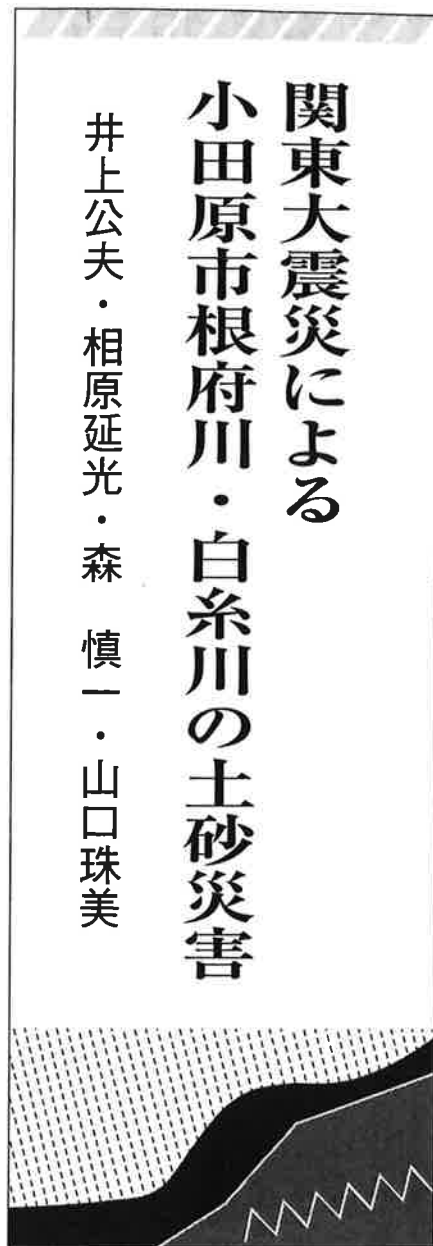 関東大震災による
小田原市根府川・白糸川の土砂災害
井上公夫・相原延光・森　慎一・山口珠美